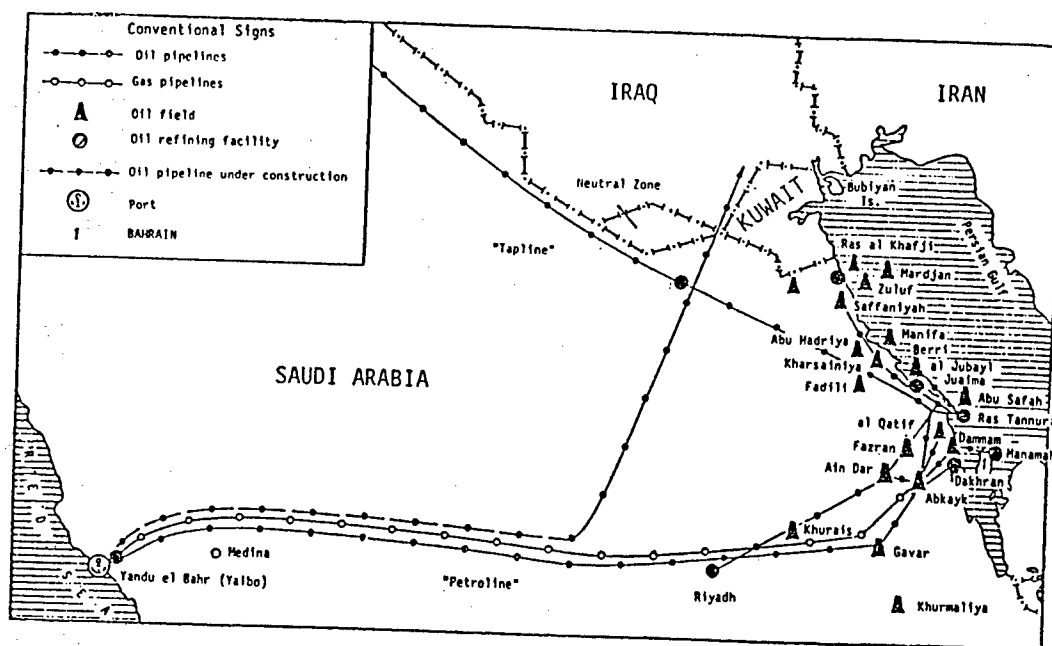 Conventional Signs
Oil pipelines
Gas pipelines
Oil field
Oil refining facility
Oil pipeline under construction
Port
BAHRAIN
IRAQ
IRAN
Neutral Zone
KUWAIT
Bubiyan
Is.
Persian Gulf
"Tapline"
Ras al Khafji
Mardjan
Zuluf
Saffaniyah
Manifa
Abu Hadriya
Berri
Kharsainiya
al Jubayl
Fadili
Juaima
Abu Safah
SAUDI ARABIA
Ras Tannura
al Qatif
Dammam
Fazran
Manamah
Ain Dar
Dakhran
Abkayk
Khurais
RED SEA
Medina
Gavar
Yandu el Bahr (Yalbo)
"Petroline"
Riyadh
Khurmaliya